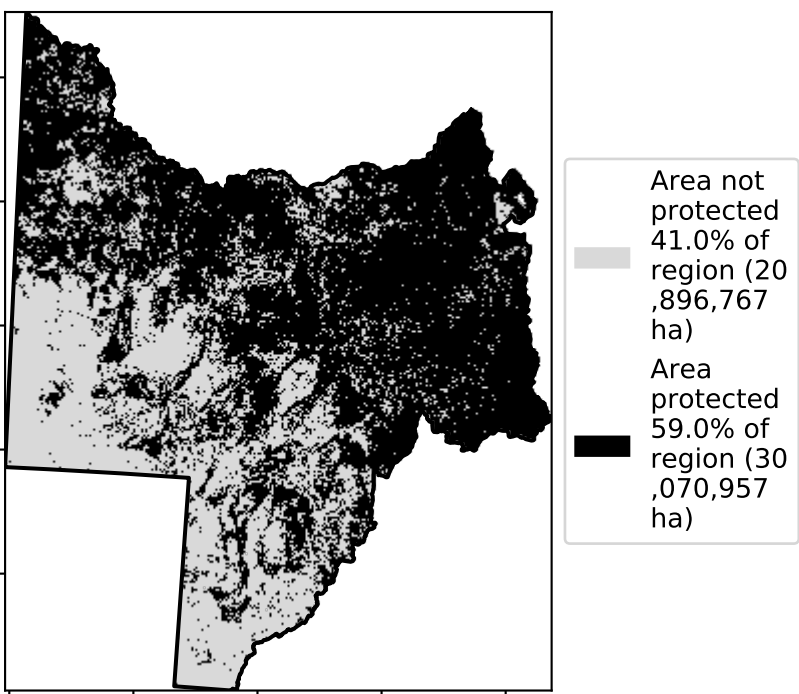 Area not
protected
41.0% of
region (20
,896,767
ha)
Area
protected
59.0% of
region (30
,070,957
ha)